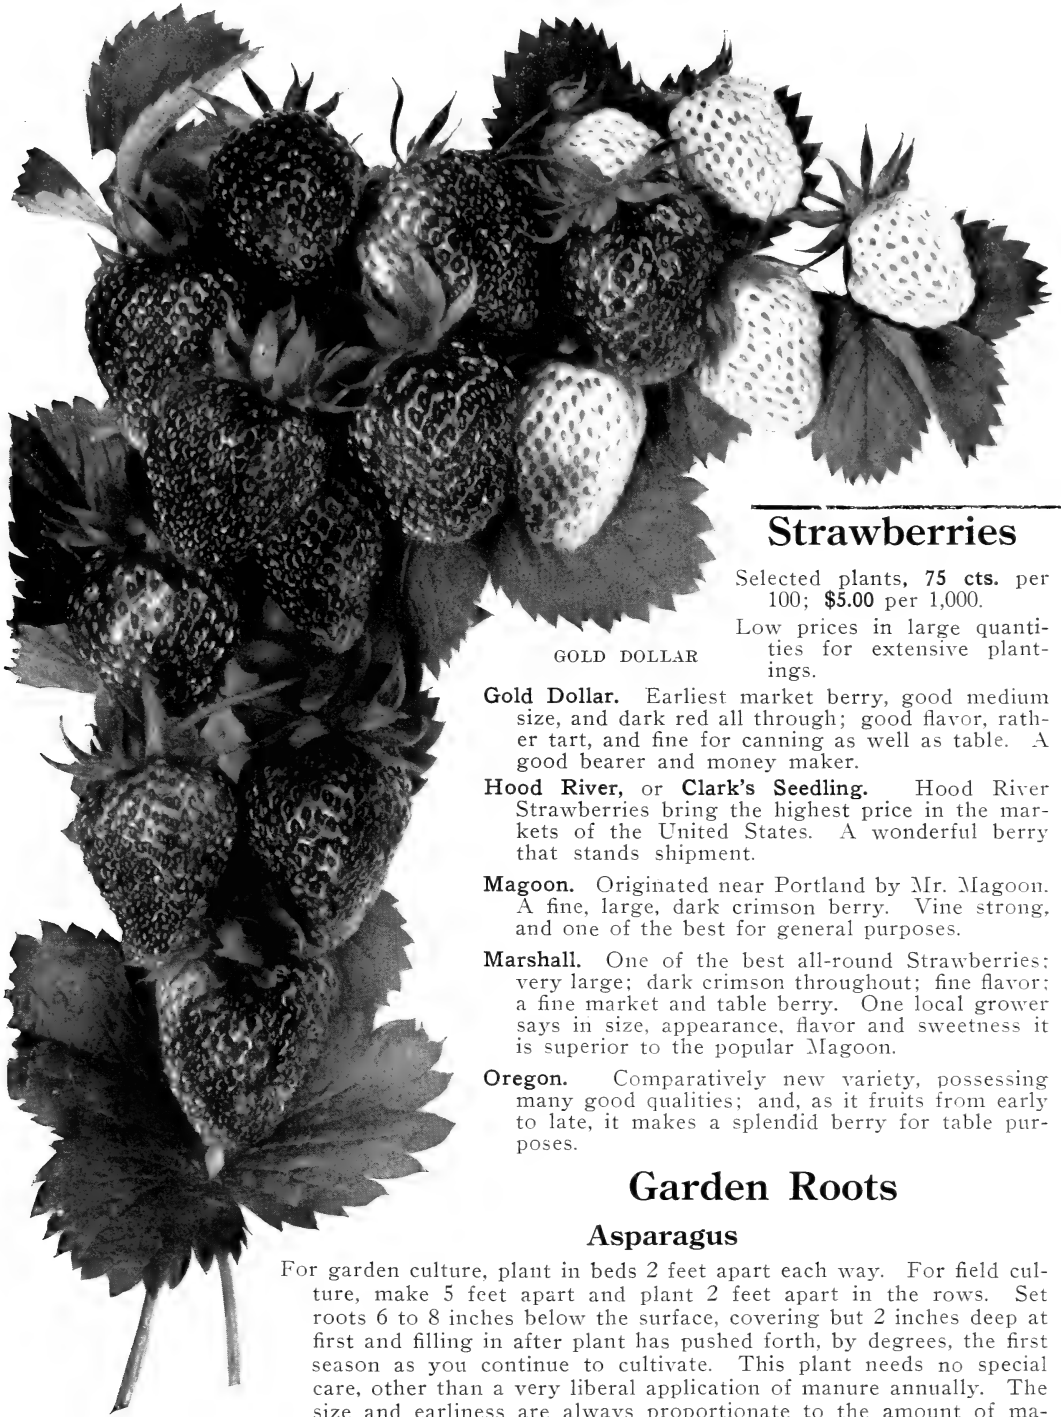 Strawberries
Selected plants, 75 cts. per
100; $5.00 per 1,000.
Low prices in large quanti-
ties for extensive plant-
ings.
GOLD DOLLAR
Gold Dollar. Earliest market berry, good medium
size, and dark red all through; good flavor, rath-
er tart, and fine for canning as well as table. A
good bearer and money maker.
Hood River, or Clark's Seedling. Hood River
Strawberries bring the highest price in the mar-
kets of the United States. A wonderful berry
that stands shipment.
Magoon. Originated near Portland by Mr. Magoon.
A fine, large, dark crimson berry. Vine strong,
and one of the best for general purposes.
Marshall. One of the best all-round Strawberries;
very large; dark crimson throughout; fine flavor;
a fine market and table berry. One local grower
says in size, appearance, flavor and sweetness it
is superior to the popular Magoon.
Oregon. Comparatively new variety, possessing
many good qualities; and, as it fruits from early
to late, it makes a splendid berry for table pur-
poses.
Garden Roots
Asparagus
For garden culture, plant in beds 2 feet apart each way. For field cul-
ture, make 5 feet apart and plant 2 feet apart in the rows. Set
roots 6 to 8 inches below the surface, covering but 2 inches deep at
first and filling in after plant has pushed forth, by degrees, the first
season as you continue to cultivate. This plant needs no special
care, other than a very liberal application of manure annually. The
size and earliness are always proportionate to the amount of ma-